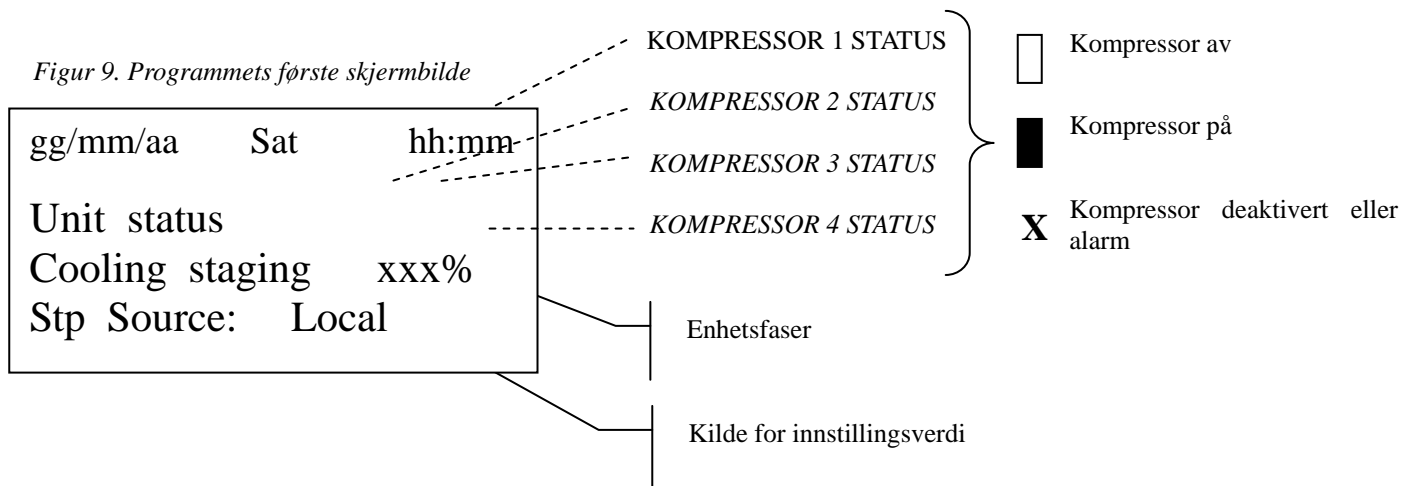 Figur 9. Programmets første skjermbilde
gg/mm/aa Sat hh:mm
Unit status
Cooling staging xxx%
Stp Source: Local
KOMPRESSOR 1 STATUS
KOMPRESSOR 2 STATUS
KOMPRESSOR 3 STATUS
KOMPRESSOR 4 STATUS
Kompressor av
Kompressor på
X Kompressor deaktivert eller
alarm
Enhetsfaser
Kilde for innstillingsverdi